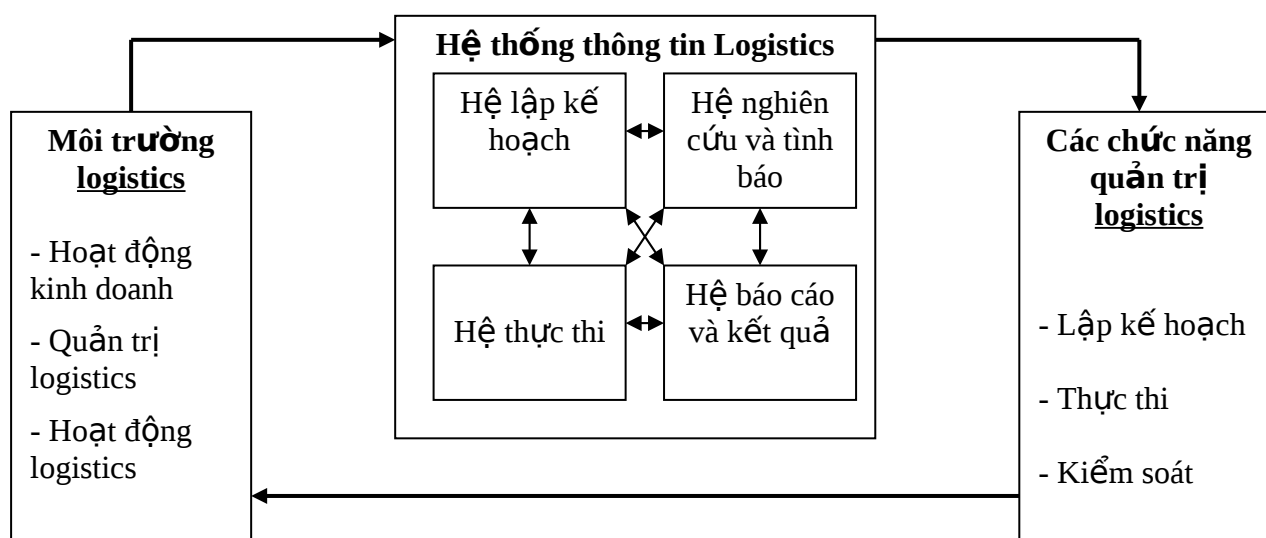 Hệ thống thông tin Logistics
Hệ lập kế
hoạch
Hệ nghiên
cứu và tình
báo
Hệ thực thi
Hệ báo cáo
và kết quả
Môi trường
logistics
- Hoạt động
kinh doanh
- Quản trị
logistics
- Hoạt động
logistics
Các chức năng
quản trị
logistics
- Lập kế hoạch
- Thực thi
- Kiểm soát